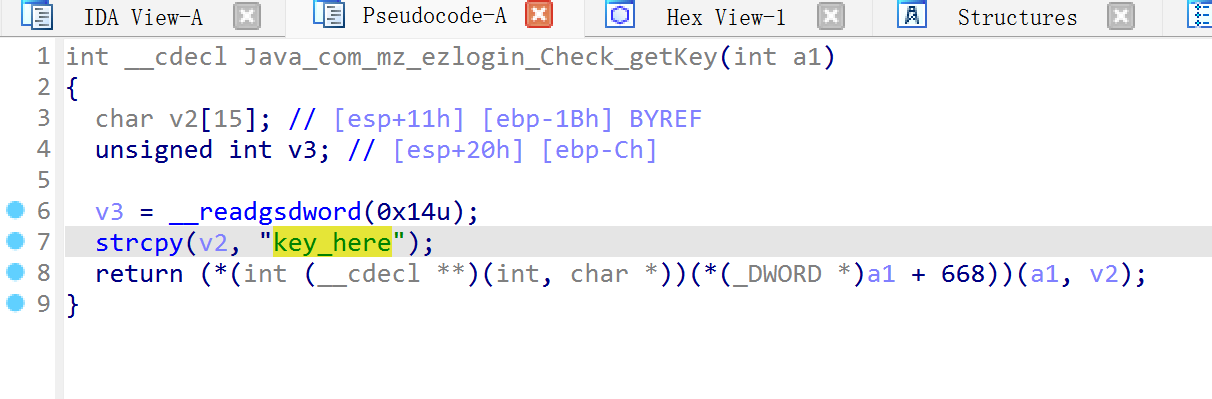 IDA View-A Pseudocode-A Hex View-1 Structures
1 int __cdecl Java_com_mz_ezlogin_Check_getKey(int a1)
2 {
3   char v2[15]; // [esp+11h] [ebp-1Bh] BYREF
4   unsigned int v3; // [esp+20h] [ebp-Ch]
5
6   v3 = __readgsdword(0x14u);
7   strcpy(v2, "key_here");
8   return (*(int (__cdecl **)(int, char *))(*(_DWORD *)a1 + 668))(a1, v2);
9 }